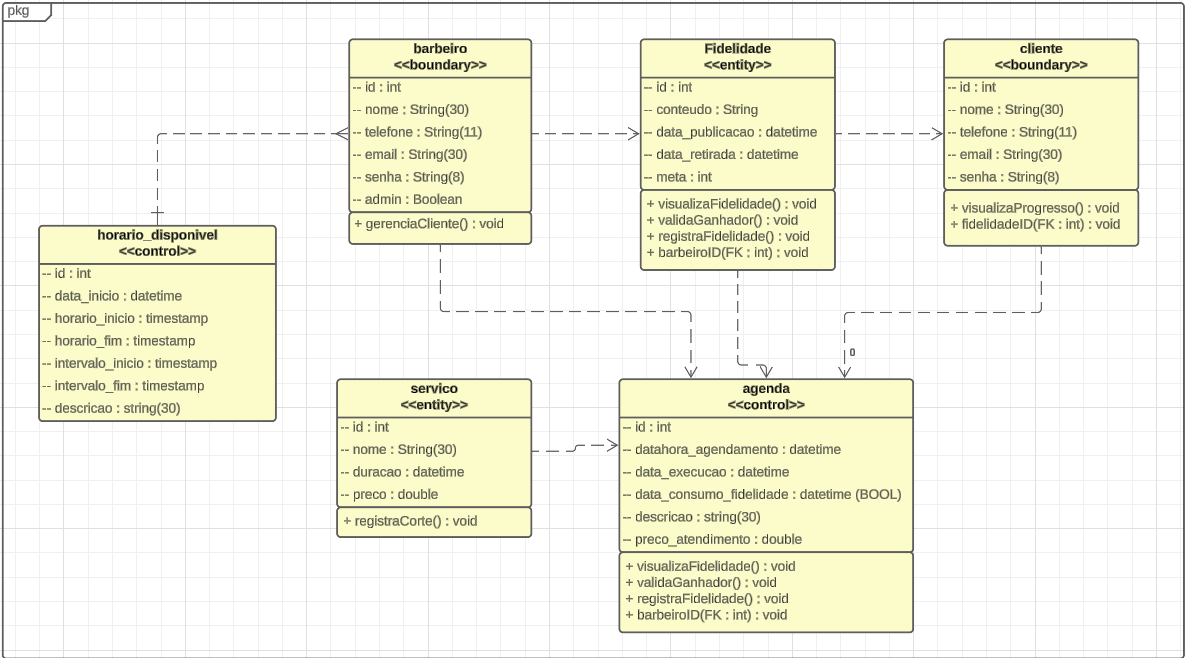 pkg
barbeiro
<<boundary>>
-- id : int
-- nome : String(30)
-- telefone : String(11)
-- email : String(30)
-- senha : String(8)
-- admin : Boolean
+ gerenciaCliente() : void
Fidelidade
<<entity>>
-- id : int
-- conteudo : String
-- data_publicacao : datetime
-- data_retirada : datetime
-- meta : int
+ visualizaFidelidade() : void
+ validaGanhador() : void
+ registraFidelidade() : void
+ barbeiroID(FK : int) : void
cliente
<<boundary>>
-- id : int
-- nome : String(30)
-- telefone : String(11)
-- email : String(30)
-- senha : String(8)
+ visualizaProgresso() : void
+ fidelidadeID(FK : int) : void
horario_disponivel
<<control>>
-- id : int
-- data_inicio : datetime
-- horario_inicio : timestamp
-- horario_fim : timestamp
-- intervalo_inicio : timestamp
-- intervalo_fim : timestamp
-- descricao : string(30)
0
servico
<<entity>>
-- id : int
-- nome : String(30)
-- duracao : datetime
-- preco : double
+ registraCorte() : void
agenda
<<control>>
-- id : int
-- datahora_agendamento : datetime
-- data_execucao : datetime
-- data_consumo_fidelidade : datetime (BOOL)
-- descricao : string(30)
-- preco_atendimento : double
+ visualizaFidelidade() : void
+ validaGanhador() : void
+ registraFidelidade() : void
+ barbeiroID(FK : int) : void